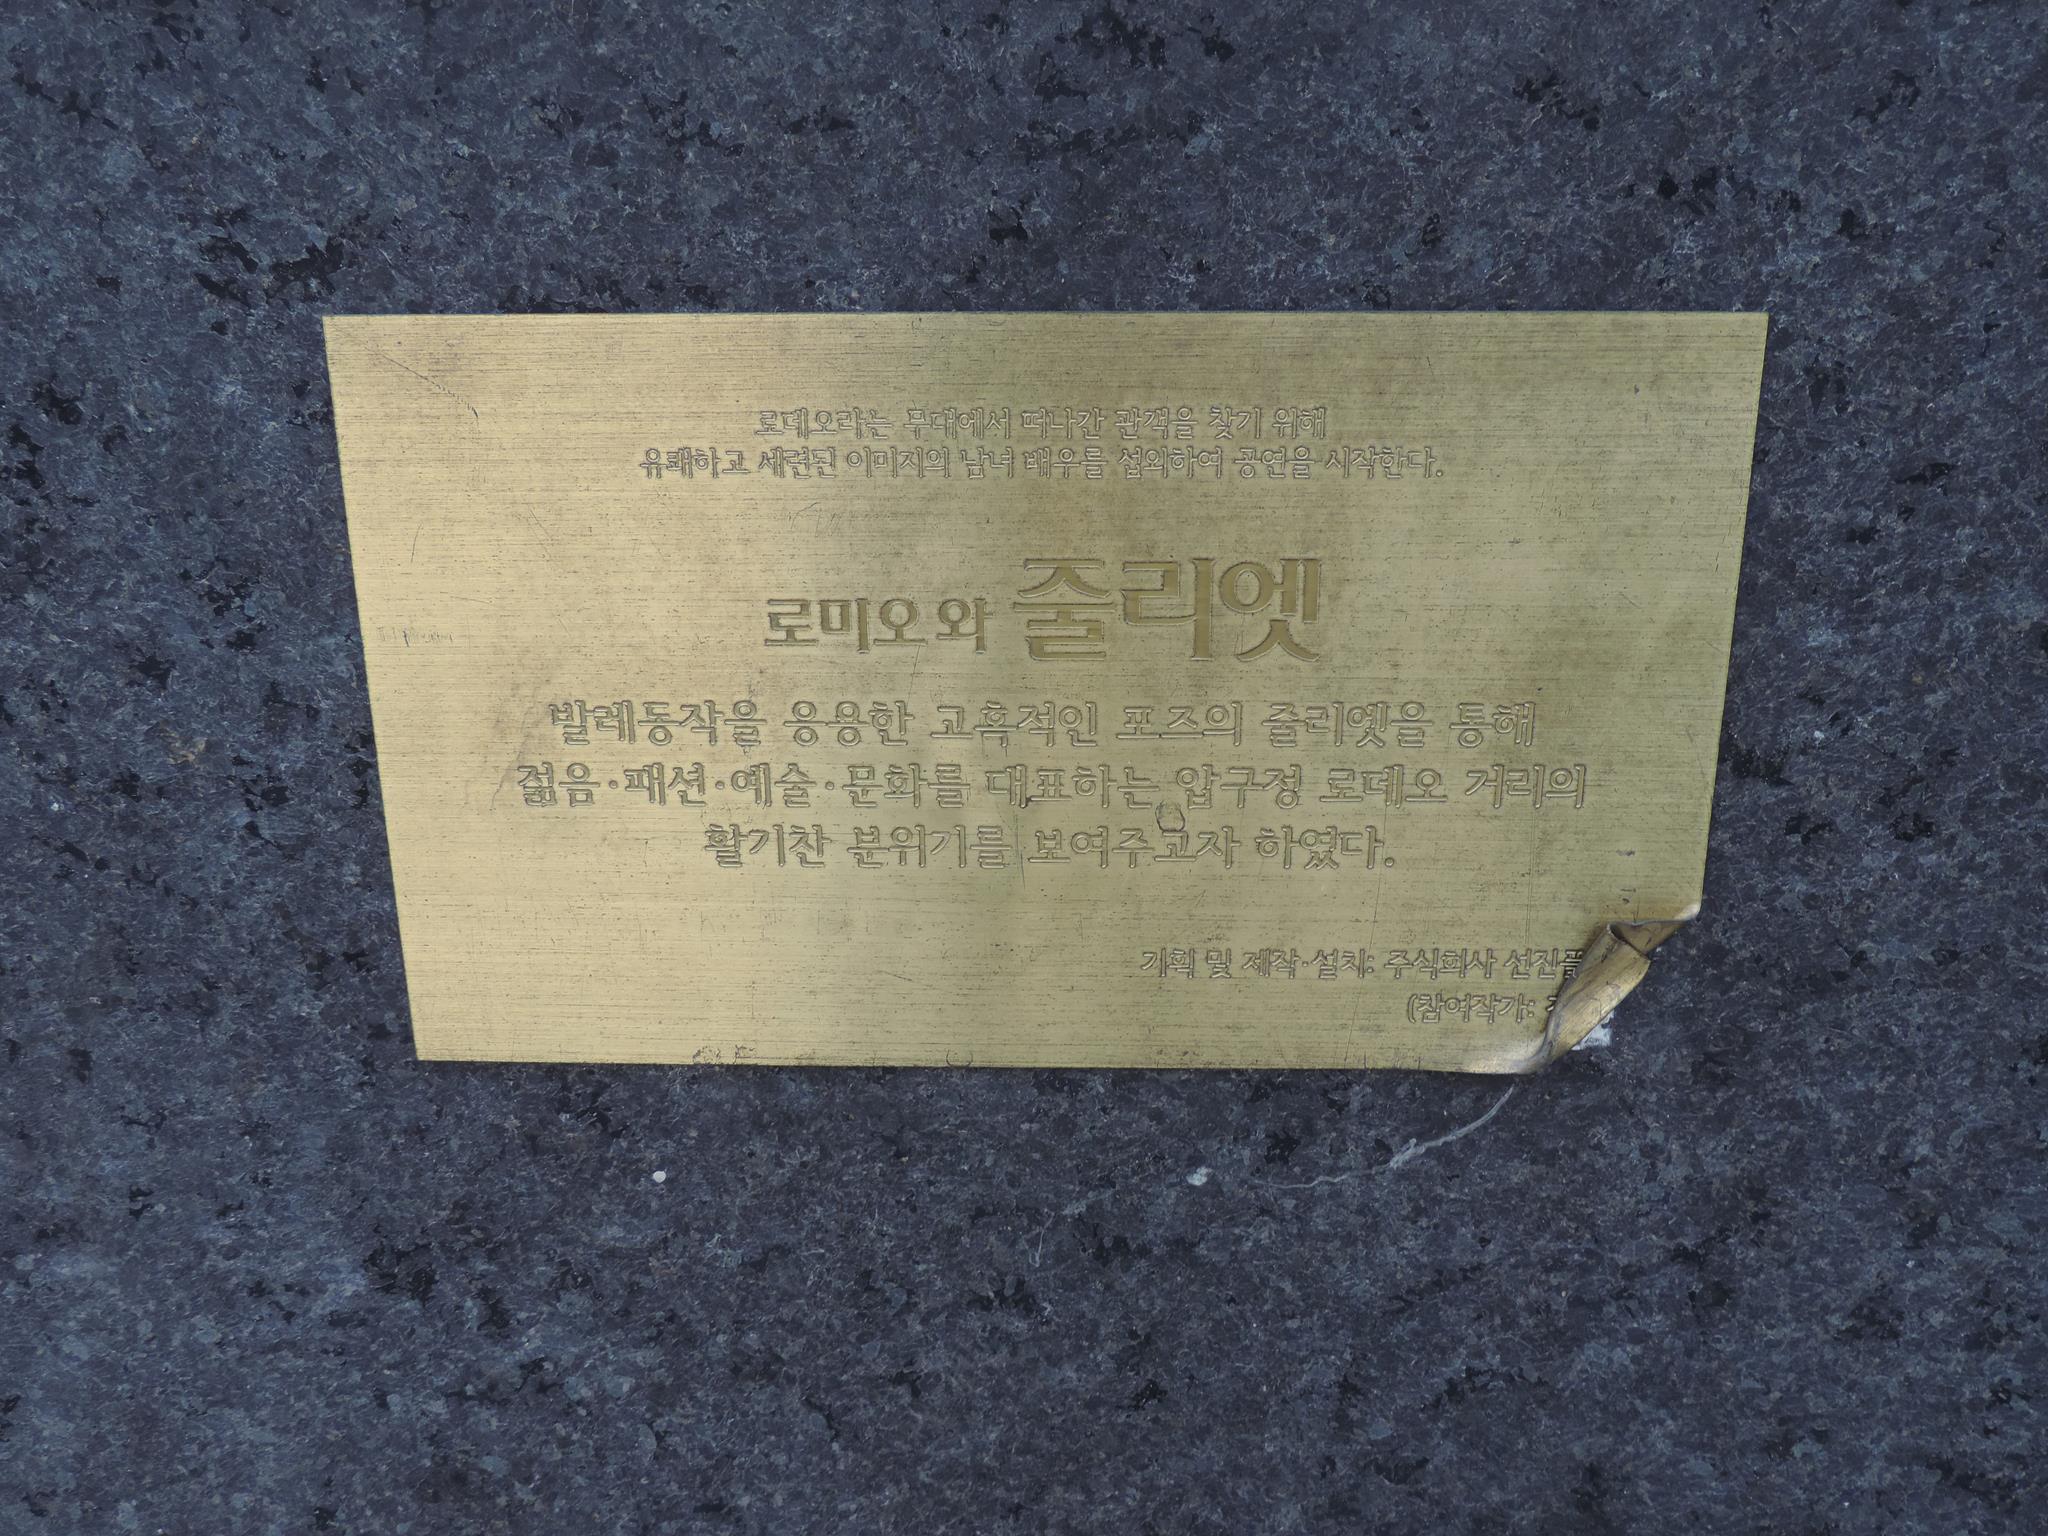 로데오라는 무대에서 떠나간 관객을 찾기 위해
유쾌하고 세련된 이미지의 남녀 배우를 섭외하여 공연을 시작한다.
로미오와 줄리엣
발레동작을 응용한 고혹적인 포즈의 줄리옛을 통해
젊음·패션·예술·문화를 대표하는 압구정 로데오 거리의
활기찬 분위기를 보여주고자 하였다.
기획 및 제작·설치: 주식회사
(참여작가: